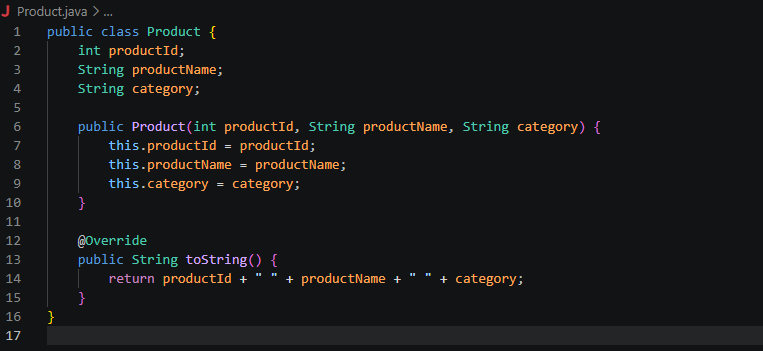 J Product.java > ...
1 public class Product {
2     int productId;
3     String productName;
4     String category;
5
6     public Product(int productId, String productName, String category) {
7         this.productId = productId;
8         this.productName = productName;
9         this.category = category;
10     }
11
12     @Override
13     public String toString() {
14         return productId + " " + productName + " " + category;
15     }
16 }
17